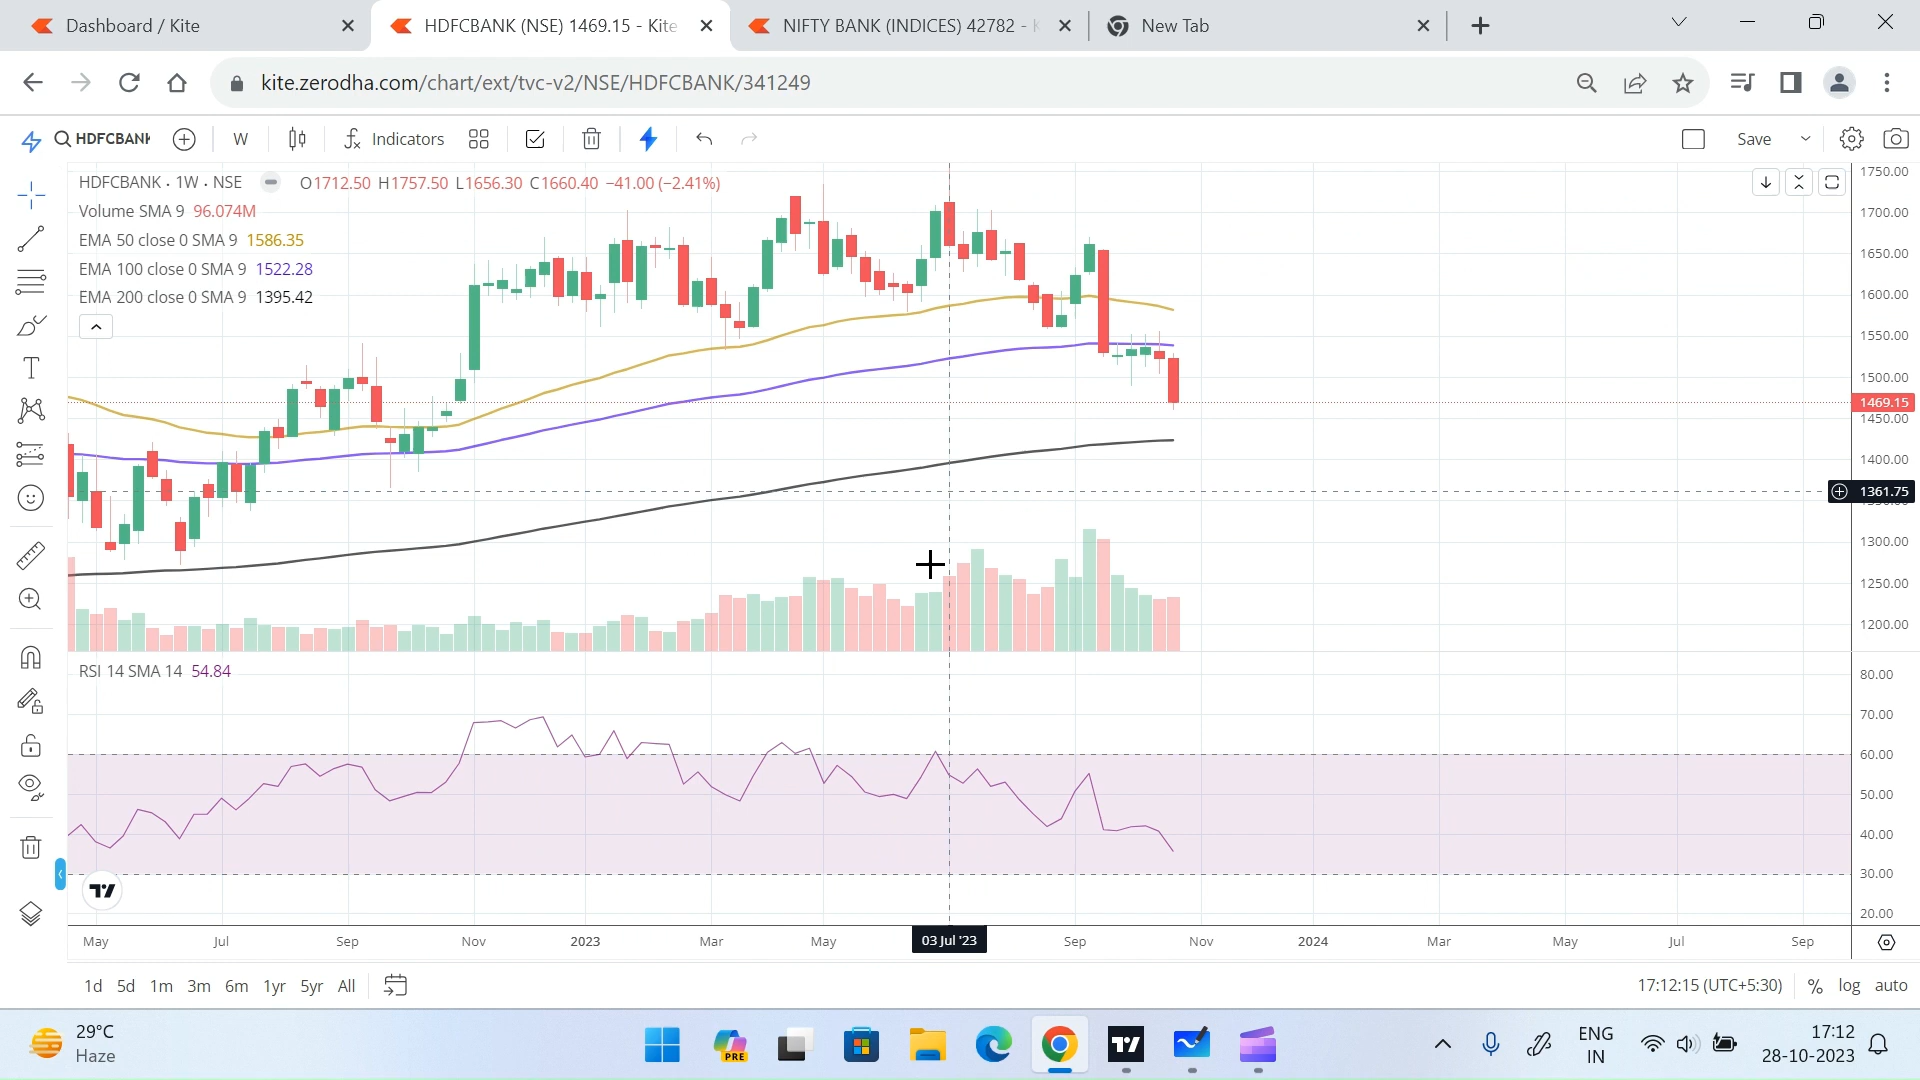 Dashboard / Kite
HDFCBANK (NSE) 1469.15 - Kite
NIFTY BANK (INDICES) 42782 -
New Tab
kite.zerodha.com/chart/ext/tvc-v2/NSE/HDFCBANK/341249
HDFCBANK
W
Indicators
Save
HDFCBANK · 1W · NSE O1712.50 H1757.50 L1656.30 C1660.40 −41.00 (−2.41%)
Volume SMA 9 96.074M
EMA 50 close 0 SMA 9 1586.35
EMA 100 close 0 SMA 9 1522.28
EMA 200 close 0 SMA 9 1395.42
1750.00
1700.00
1650.00
1600.00
1550.00
1500.00
1469.15
1450.00
1400.00
1361.75
1300.00
1250.00
1200.00
RSI 14 SMA 14 54.84
80.00
70.00
60.00
50.00
40.00
30.00
20.00
May Jul Sep Nov 2023 Mar May 03 Jul '23 Sep Nov 2024 Mar May Jul Sep
1d 5d 1m 3m 6m 1yr 5yr All
17:12:15 (UTC+5:30) % log auto
29°C
Haze
PRE
ENG
IN
17:12
28-10-2023